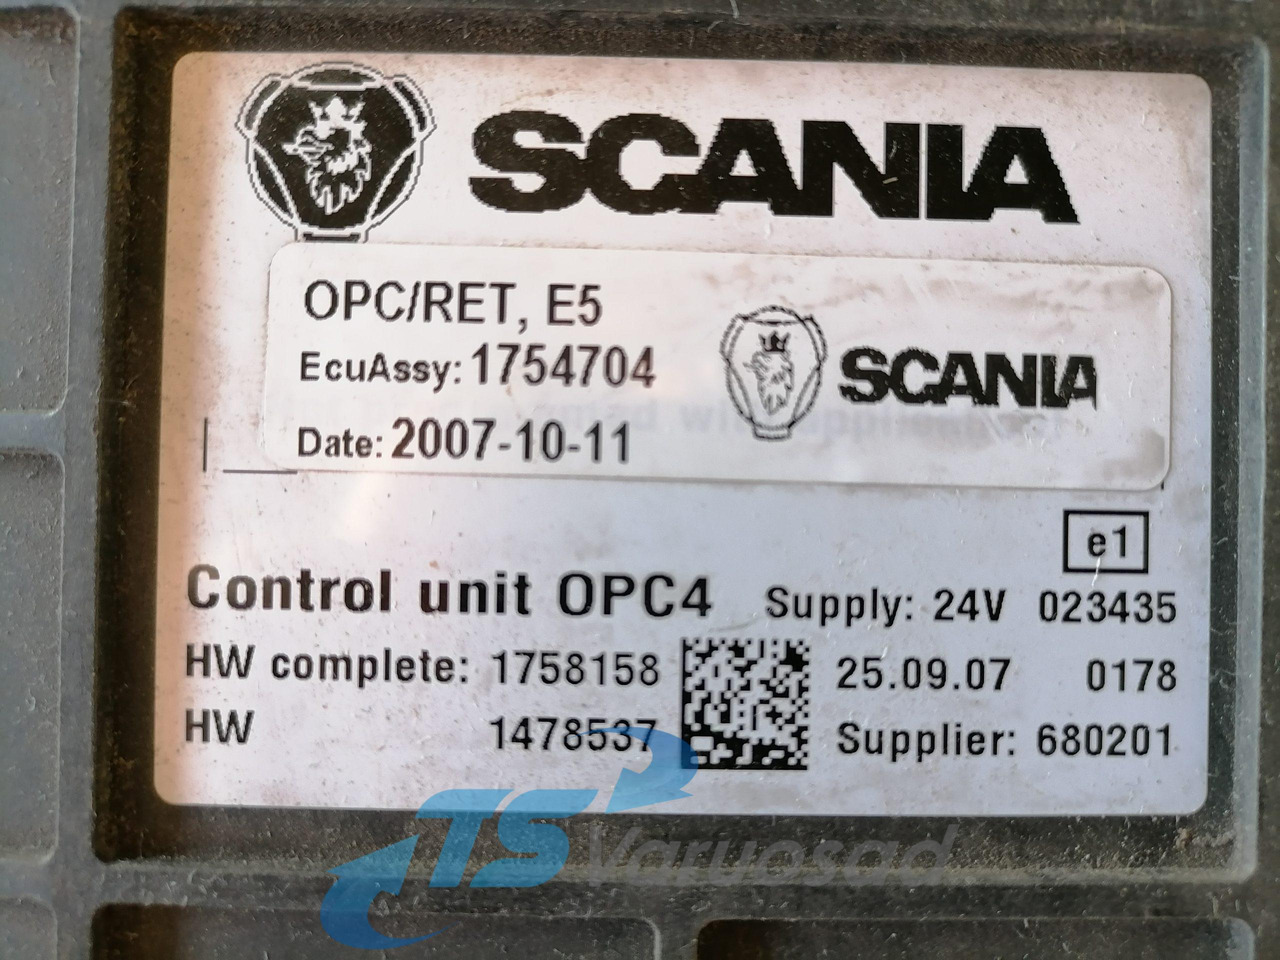 SCANIA
OPC/RET, E5
EcuAssy: 1754704
SCANIA
Date: 2007-10-11
e1
Control unit OPC4 Supply: 24V 023435
HW complete: 1758158 25.09.07 0178
HW 1478537 Supplier: 680201
TS Varuosad